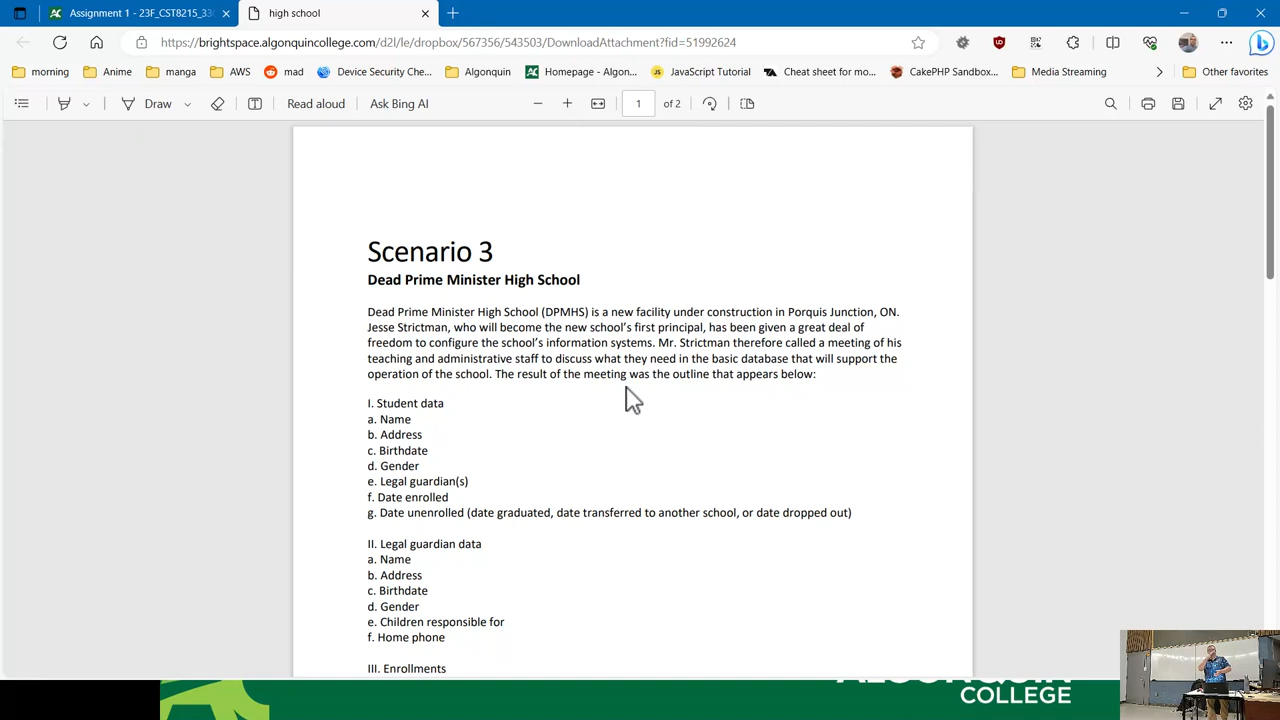 Assignment 1 - 23F_CST8215_33
high school
https://brightspace.algonquincollege.com/d2l/le/dropbox/567356/543503/DownloadAttachment?fid=51992624
morning
Anime
manga
AWS
mad
Device Security Che...
Algonquin
Homepage - Algon...
JavaScript Tutorial
Cheat sheet for mo...
CakePHP Sandbox...
Media Streaming
Other favorites
Draw
Read aloud
Ask Bing AI
1 of 2
Scenario 3
Dead Prime Minister High School
Dead Prime Minister High School (DPMHS) is a new facility under construction in Porquis Junction, ON.
Jesse Strictman, who will become the new school's first principal, has been given a great deal of
freedom to configure the school's information systems. Mr. Strictman therefore called a meeting of his
teaching and administrative staff to discuss what they need in the basic database that will support the
operation of the school. The result of the meeting was the outline that appears below:
I. Student data
a. Name
b. Address
c. Birthdate
d. Gender
e. Legal guardian(s)
f. Date enrolled
g. Date unenrolled (date graduated, date transferred to another school, or date dropped out)
II. Legal guardian data
a. Name
b. Address
c. Birthdate
d. Gender
e. Children responsible for
f. Home phone
III. Enrollments
ALGONQUIN
COLLEGE